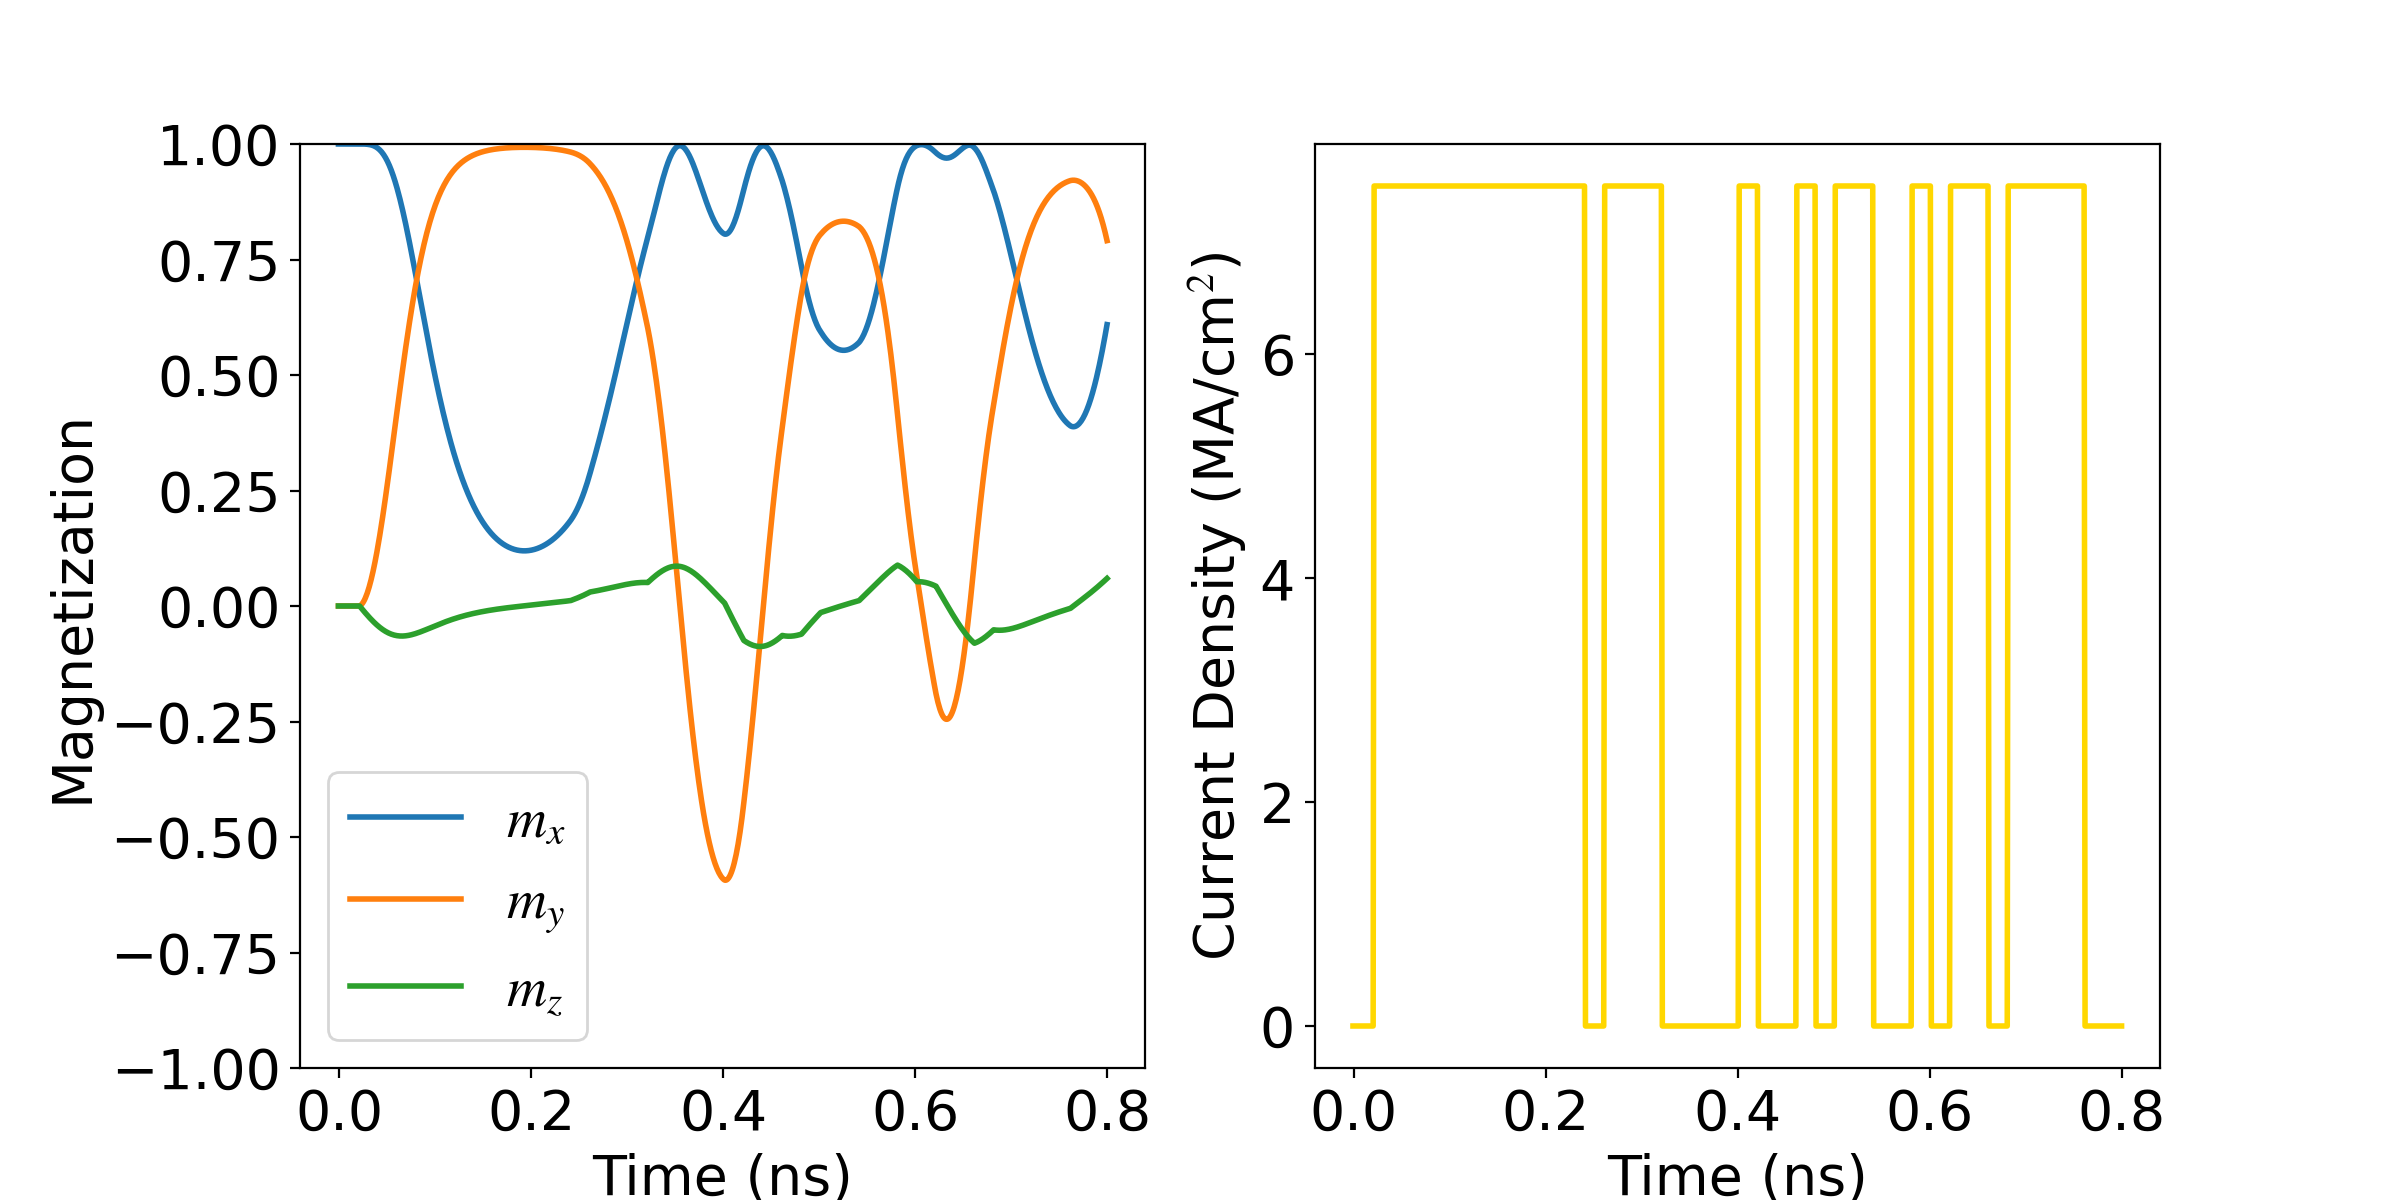 1.00
0.75
0.50
0.25
0.00
−0.25
−0.50
−0.75
−1.00
Magnetization
m_x
m_y
m_z
0.0 0.2 0.4 0.6 0.8
Time (ns)
6
4
2
0
Current Density (MA/cm²)
0.0 0.2 0.4 0.6 0.8
Time (ns)